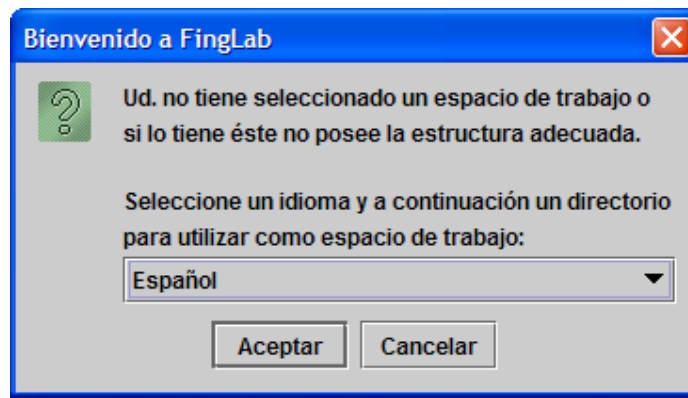 Bienvenido a FingLab
Ud. no tiene seleccionado un espacio de trabajo o
si lo tiene éste no posee la estructura adecuada.
Seleccione un idioma y a continuación un directorio
para utilizar como espacio de trabajo:
Español
Aceptar Cancelar